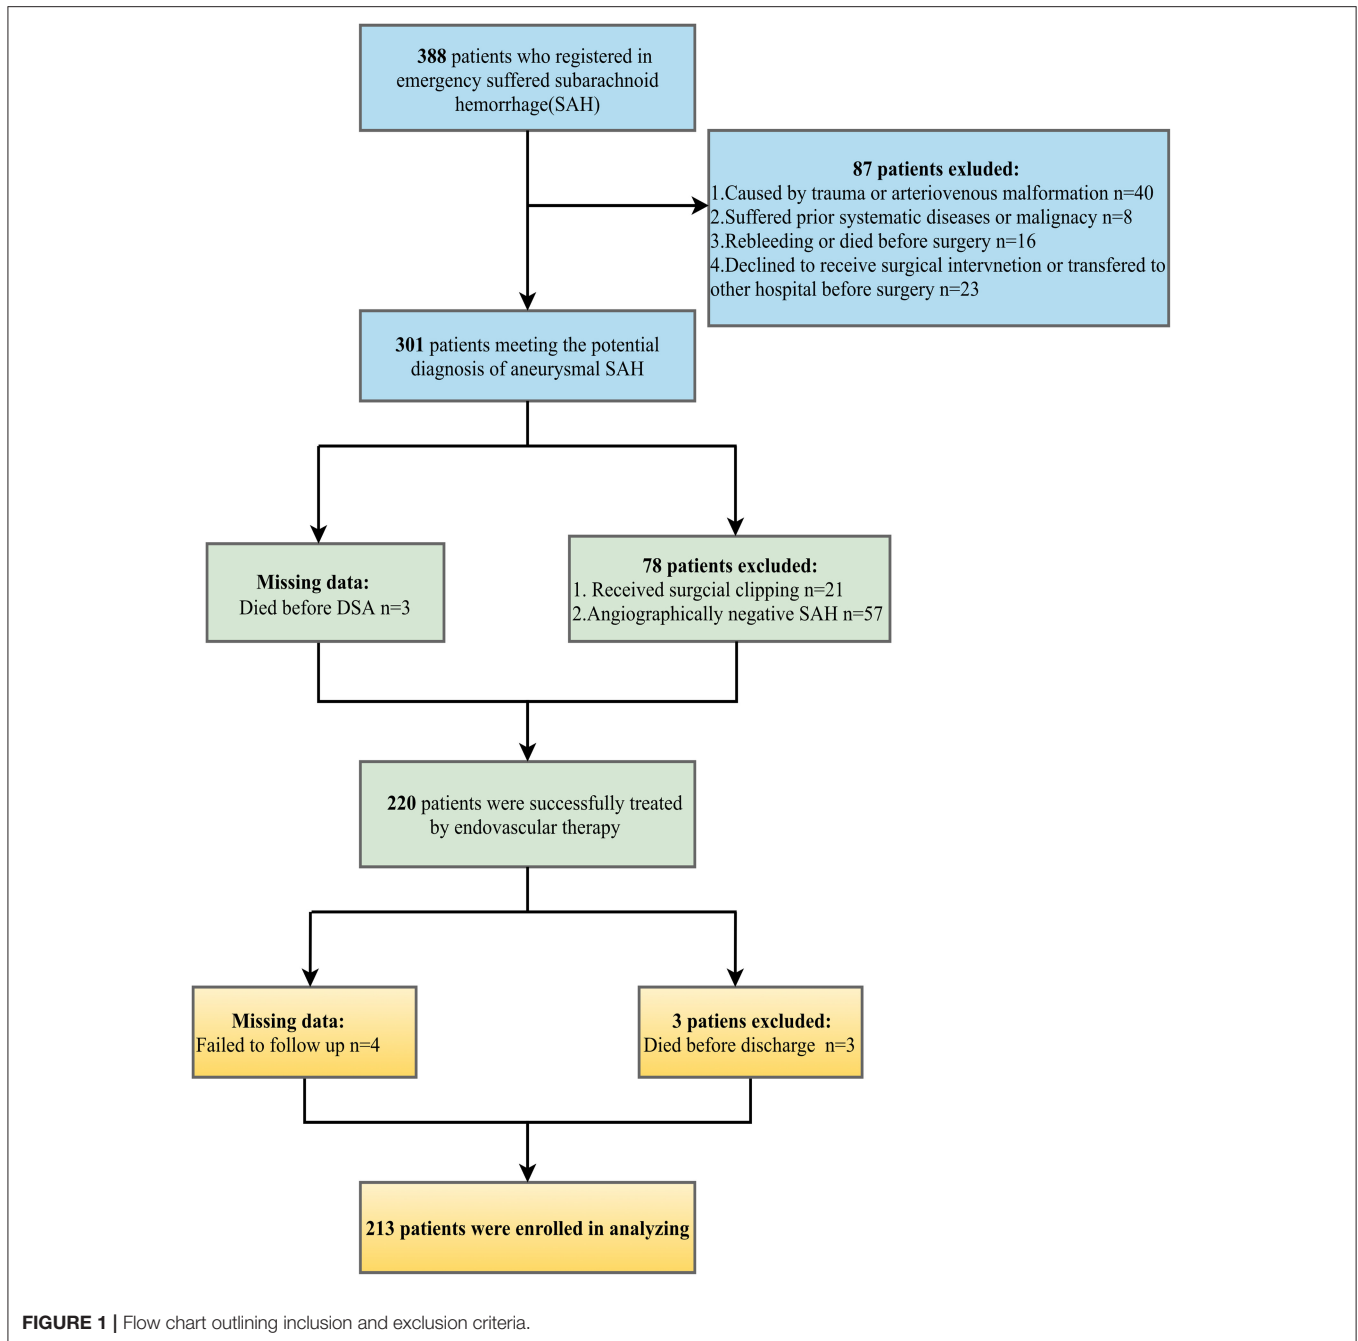 388 patients who registered in
emergency suffered subarachnoid
hemorrhage(SAH)
87 patients exluded:
1.Caused by trauma or arteriovenous malformation n=40
2.Suffered prior systematic diseases or malignacy n=8
3.Rebleeding or died before surgery n=16
4.Declined to receive surgical intervnetion or transfered to
other hospital before surgery n=23
301 patients meeting the potential
diagnosis of aneurysmal SAH
Missing data:
Died before DSA n=3
78 patients excluded:
1. Received surgcial clipping n=21
2.Angiographically negative SAH n=57
220 patients were successfully treated
by endovascular therapy
Missing data:
Failed to follow up n=4
3 patiens excluded:
Died before discharge n=3
213 patients were enrolled in analyzing
FIGURE 1 | Flow chart outlining inclusion and exclusion criteria.